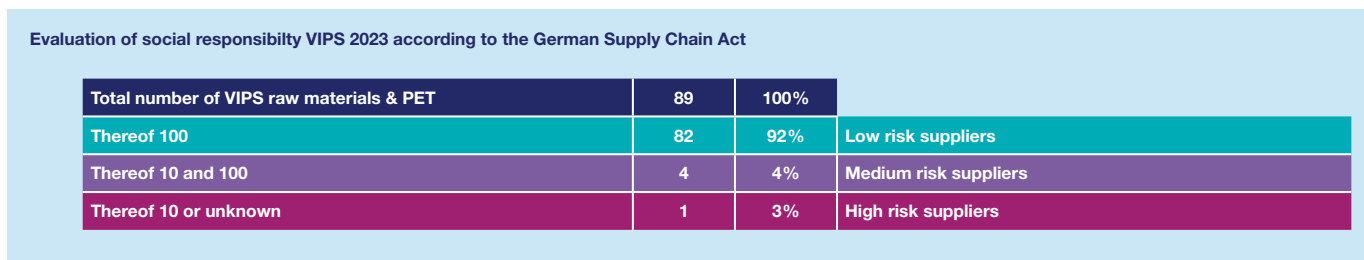 Evaluation of social responsibilty VIPS 2023 according to the German Supply Chain Act
Total number of VIPS raw materials & PET 89 100%
Thereof 100 82 92% Low risk suppliers
Thereof 10 and 100 4 4% Medium risk suppliers
Thereof 10 or unknown 1 3% High risk suppliers